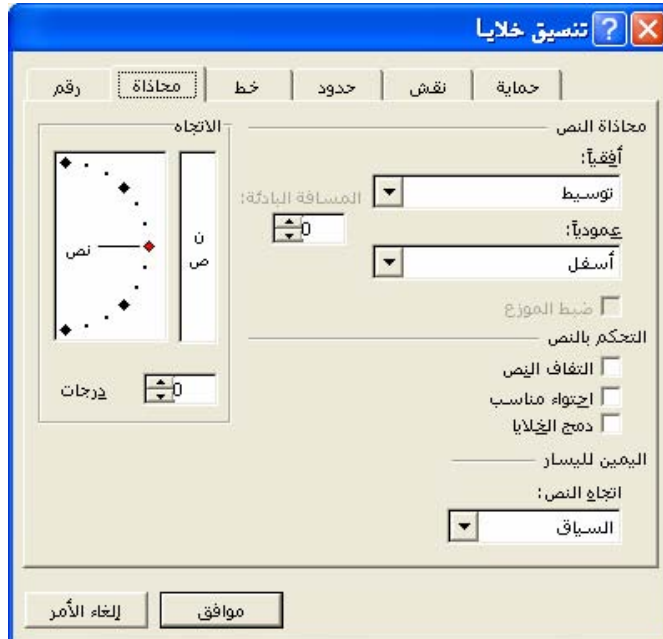 تنسيق خلايا
رقم
محاذاة
خط
حدود
نقش
حماية
محاذاة النص
أفقياً:
توسيط
المسافة البادئة:
0
عمودياً:
أسفل
ضبط الموزع
التحكم بالنص
التفاف النص
احتواء مناسب
دمج الخلايا
اليمين لليسار
اتجاه النص:
السياق
الاتجاه
ن
ص
نص
0
درجات
موافق
إلغاء الأمر